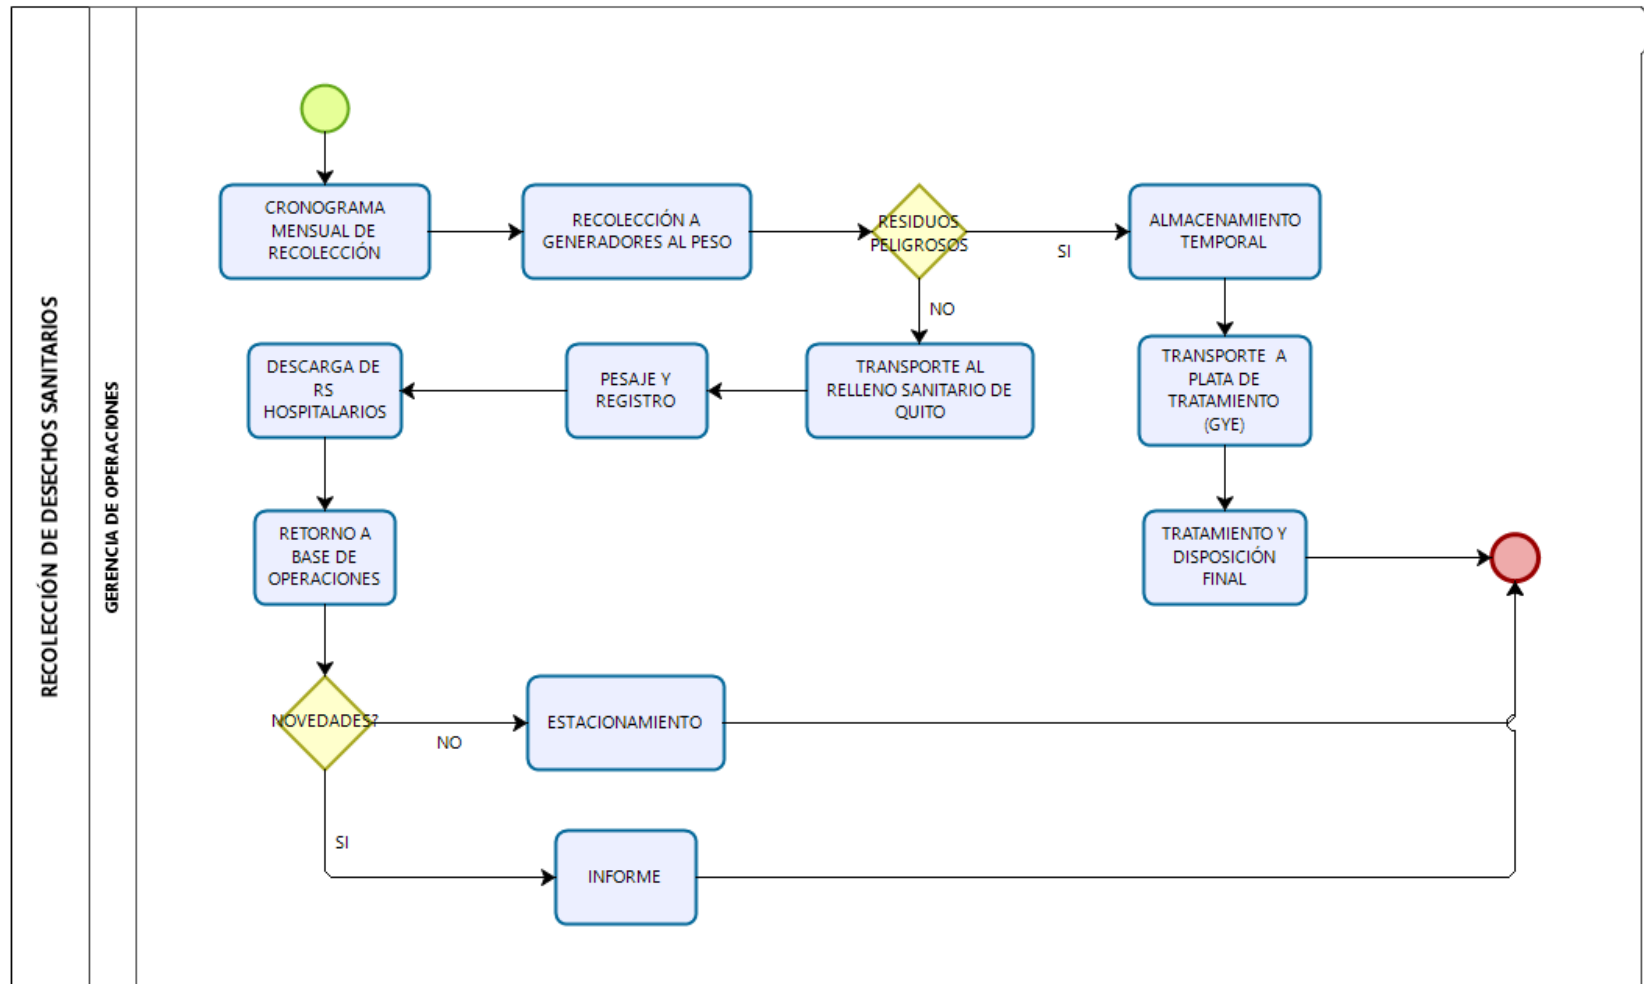 RECOLECCIÓN DE DESECHOS SANITARIOS
GERENCIA DE OPERACIONES
CRONOGRAMA
MENSUAL DE
RECOLECCIÓN
RECOLECCIÓN A
GENERADORES AL PESO
RESIDUOS
PELIGROSOS
SI
ALMACENAMIENTO
TEMPORAL
NO
DESCARGA DE
RS
HOSPITALARIOS
PESAJE Y
REGISTRO
TRANSPORTE AL
RELLENO SANITARIO DE
QUITO
TRANSPORTE A
PLATA DE
TRATAMIENTO
(GYE)
RETORNO A
BASE DE
OPERACIONES
TRATAMIENTO Y
DISPOSICIÓN
FINAL
NOVEDADES?
NO
ESTACIONAMIENTO
SI
INFORME